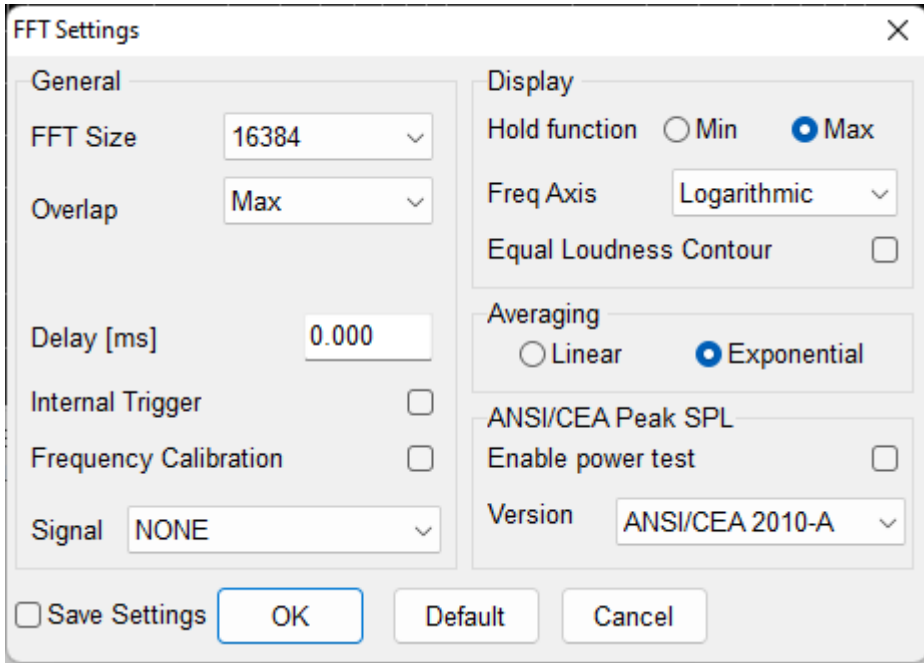 FFT Settings
General
FFT Size 16384
Overlap Max
Delay [ms] 0.000
Internal Trigger
Frequency Calibration
Signal NONE
Display
Hold function Min Max
Freq Axis Logarithmic
Equal Loudness Contour
Averaging
Linear Exponential
ANSI/CEA Peak SPL
Enable power test
Version ANSI/CEA 2010-A
Save Settings OK Default Cancel